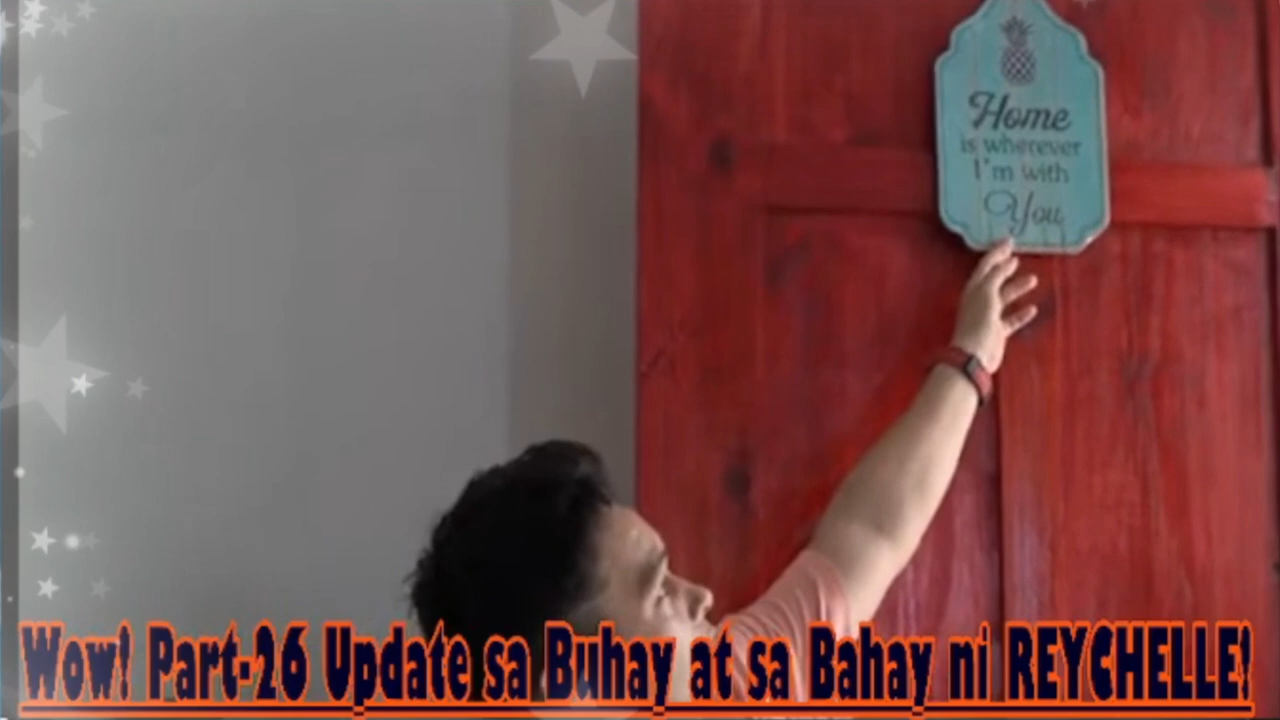 Home
is wherever
I'm with
You
Wow! Part-26 Update sa Buhay at sa Bahay ni REYCHELLE!